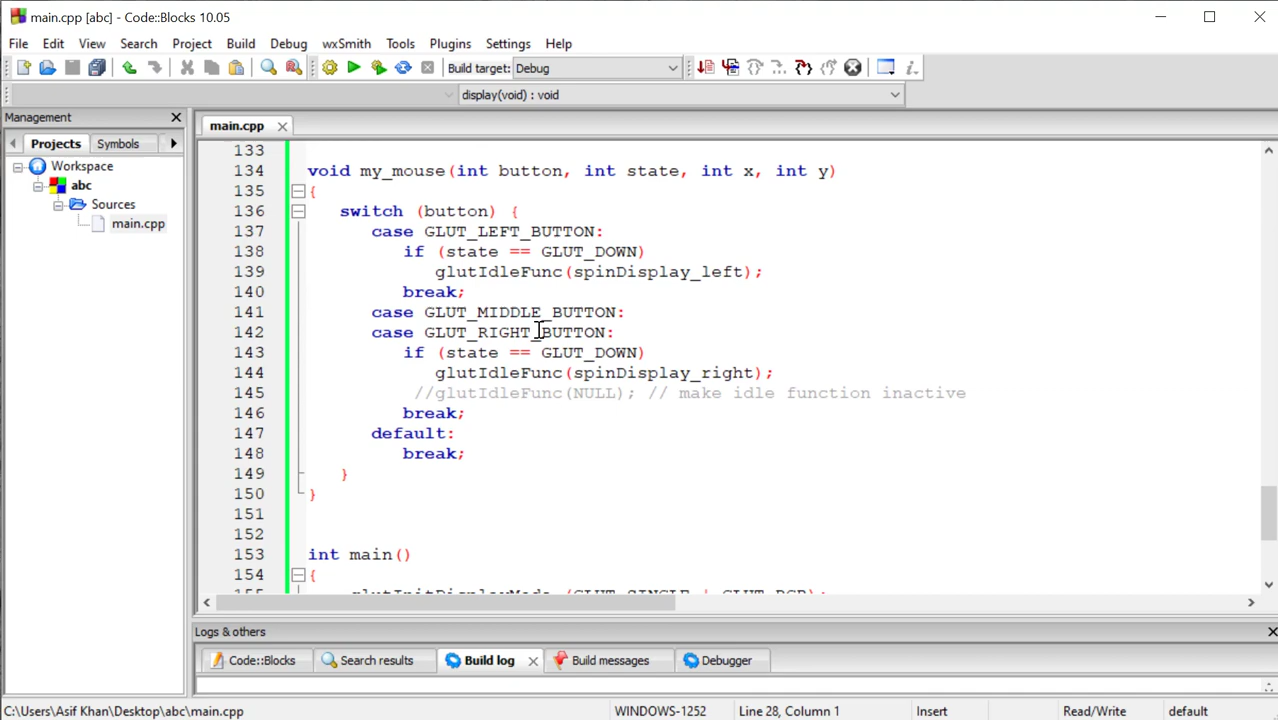 main.cpp [abc] - Code::Blocks 10.05
File Edit View Search Project Build Debug wxSmith Tools Plugins Settings Help
Build target: Debug
display(void) : void
Management
main.cpp
Projects Symbols
Workspace
abc
Sources
main.cpp
133
134 void my_mouse(int button, int state, int x, int y)
135 {
136 switch (button) {
137 case GLUT_LEFT_BUTTON:
138 if (state == GLUT_DOWN)
139 glutIdleFunc(spinDisplay_left);
140 break;
141 case GLUT_MIDDLE_BUTTON:
142 case GLUT_RIGHT_BUTTON:
143 if (state == GLUT_DOWN)
144 glutIdleFunc(spinDisplay_right);
145 //glutIdleFunc(NULL); // make idle function inactive
146 break;
147 default:
148 break;
149 }
150 }
151
152
153 int main()
154 {
155 glutInitDisplayMode (GLUT_SINGLE | GLUT_RGB);
Logs & others
Code::Blocks Search results Build log Build messages Debugger
C:\Users\Asif Khan\Desktop\abc\main.cpp WINDOWS-1252 Line 28, Column 1 Insert Read/Write default